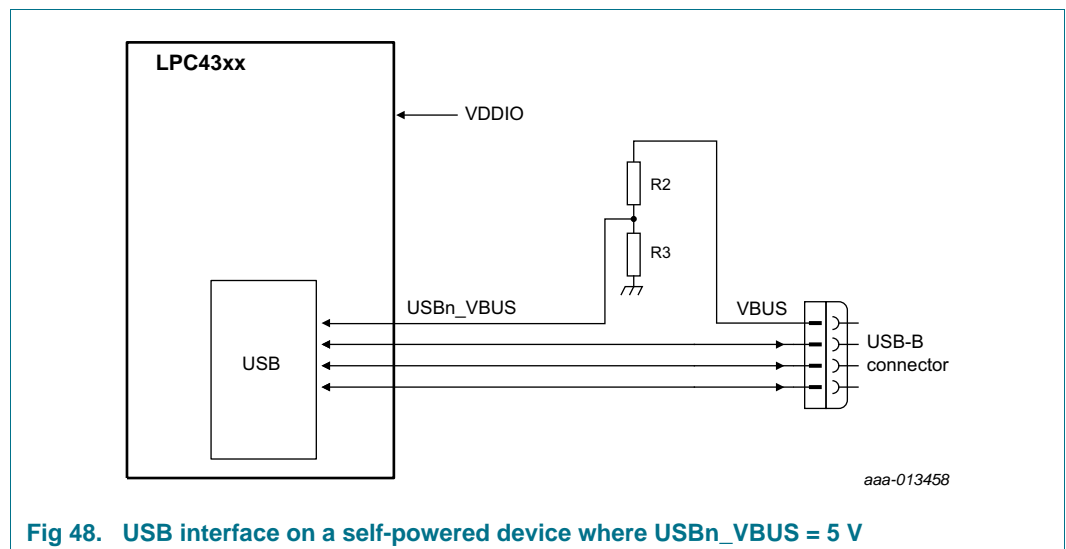 LPC43xx
VDDIO
R2
R3
USBn_VBUS
VBUS
USB
USB-B
connector
aaa-013458
Fig 48. USB interface on a self-powered device where USBn_VBUS = 5 V